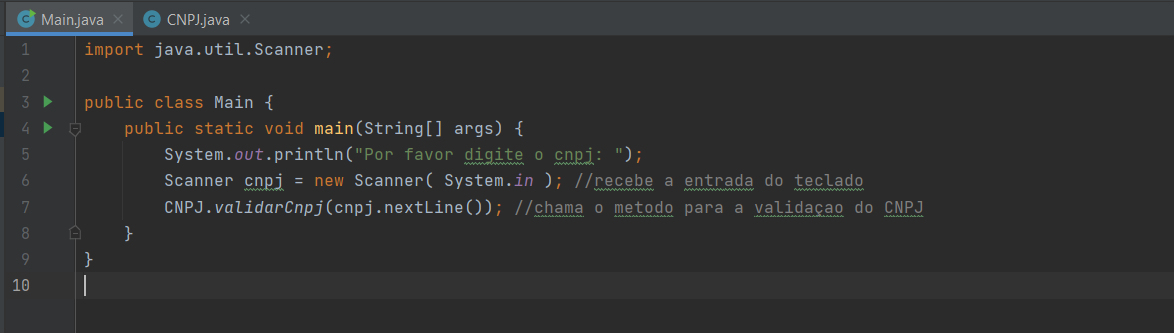 Main.java × CNPJ.java ×
1 import java.util.Scanner;
2
3 public class Main {
4 public static void main(String[] args) {
5 System.out.println("Por favor digite o cnpj: ");
6 Scanner cnpj = new Scanner( System.in ); //recebe a entrada do teclado
7 CNPJ.validarCnpj(cnpj.nextLine()); //chama o metodo para a validaçao do CNPJ
8 }
9 }
10